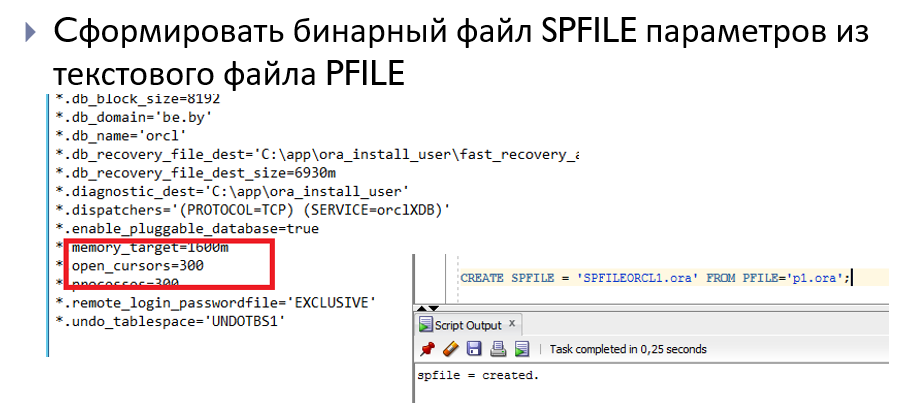 Сформировать бинарный файл SPFILE параметров из
текстового файла PFILE
*.db_block_size=8192
*.db_domain='be.by'
*.db_name='orcl'
*.db_recovery_file_dest='C:\app\ora_install_user\fast_recovery_a
*.db_recovery_file_dest_size=6930m
*.diagnostic_dest='C:\app\ora_install_user'
*.dispatchers='(PROTOCOL=TCP) (SERVICE=orclXDB)'
*.enable_pluggable_database=true
* memory_target=1600m
* open_cursors=300
* processes=300
*.remote_login_passwordfile='EXCLUSIVE'
*.undo_tablespace='UNDOTBS1'
CREATE SPFILE = 'SPFILEORCL1.ora' FROM PFILE='p1.ora';
Script Output x
Task completed in 0,25 seconds
spfile = created.